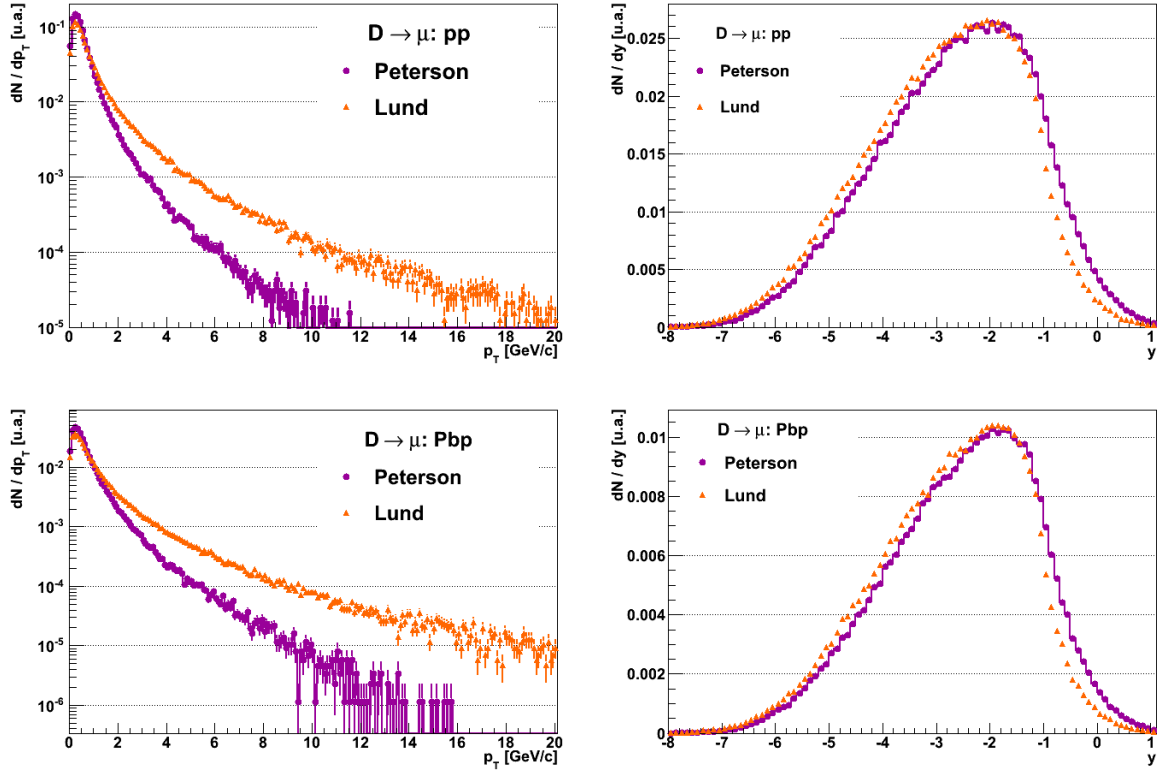 dN / dpT [u.a.]
10-1
10-2
10-3
10-4
10-5
D → μ: pp
Peterson
Lund
0 2 4 6 8 10 12 14 16 18 20
pT [GeV/c]
dN / dy [u.a.]
0.025
0.02
0.015
0.01
0.005
0
D → μ: pp
Peterson
Lund
-8 -7 -6 -5 -4 -3 -2 -1 0 1
y
dN / dpT [u.a.]
10-2
10-3
10-4
10-5
10-6
D → μ: Pbp
Peterson
Lund
0 2 4 6 8 10 12 14 16 18 20
pT [GeV/c]
dN / dy [u.a.]
0.01
0.008
0.006
0.004
0.002
0
D → μ: Pbp
Peterson
Lund
-8 -7 -6 -5 -4 -3 -2 -1 0 1
y